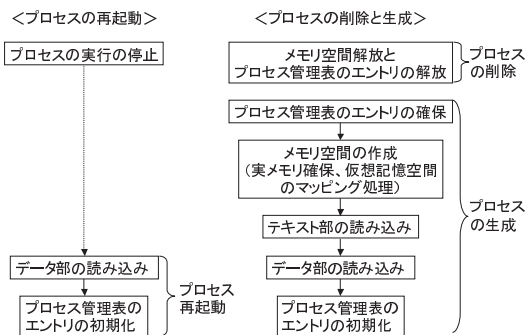 ＜プロセスの再起動＞
プロセスの実行の停止
データ部の読み込み
プロセス管理表の
エントリの初期化
プロセス
再起動
＜プロセスの削除と生成＞
メモリ空間解放と
プロセス管理表のエントリの解放
プロセス
の削除
プロセス管理表のエントリの確保
メモリ空間の作成
(実メモリ確保、仮想記憶空間
のマッピング処理)
テキスト部の読み込み
データ部の読み込み
プロセス管理表の
エントリの初期化
プロセス
の生成